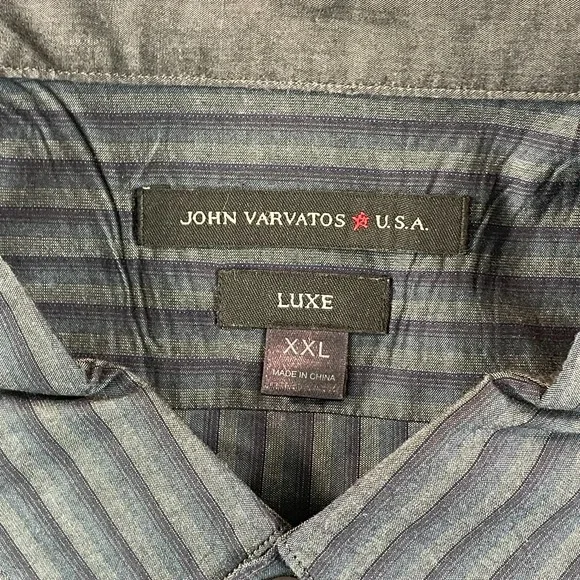 JOHN VARVATOS U.S.A.
LUXE
XXL
MADE IN CHINA